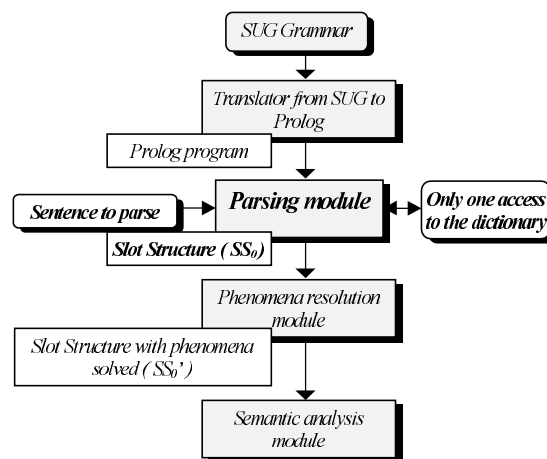 SUG Grammar
Translator from SUG to
Prolog
Prolog program
Sentence to parse
Parsing module
Only one access
to the dictionary
Slot Structure (SS₀)
Phenomena resolution
module
Slot Structure with phenomena
solved (SS₀’)
Semantic analysis
module